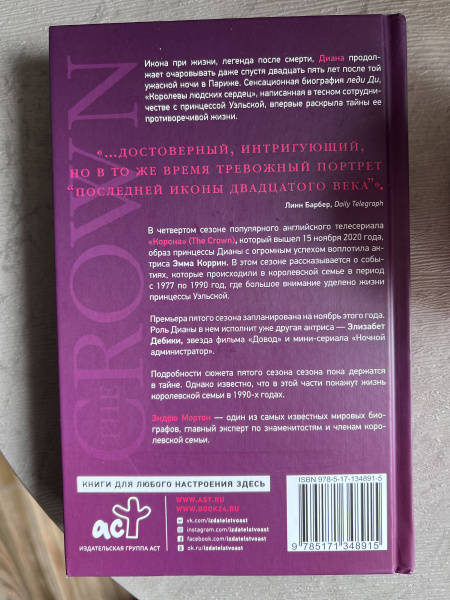 THE CROWN
Икона при жизни, легенда после смерти, Диана продол-
жает очаровывать даже спустя двадцать пять лет после той
ужасной ночи в Париже. Сенсационная биография леди Ди,
«Королевы людских сердец», написанная в тесном сотрудниче-
стве с принцессой Уэльской, впервые раскрыла тайны ее
противоречивой жизни.
«...ДОСТОВЕРНЫЙ, ИНТРИГУЮЩИЙ,
НО В ТО ЖЕ ВРЕМЯ ТРЕВОЖНЫЙ ПОРТРЕТ
“ПОСЛЕДНЕЙ ИКОНЫ ДВАДЦАТОГО ВЕКА”».
Линн Барбер, Daily Telegraph
В четвертом сезоне популярного английского телесериала
«Корона» (The Crown), который вышел 15 ноября 2020 года,
образ принцессы Дианы с огромным успехом воплотила ак-
триса Эмма Коррин. В этом сезоне рассказывается о собы-
тиях, которые происходили в королевской семье в период
с 1977 по 1990 год, где большое внимание уделено жизни
принцессы Уэльской.
Премьера пятого сезона запланирована на ноябрь этого года.
Роль Дианы в нем исполнит уже другая актриса — Элизабет
Дебики, звезда фильма «Довод» и мини-сериала «Ночной
администратор».
Подробности сюжета пятого сезона сезона пока держатся
в тайне. Однако известно, что в этой части покажут жизнь
королевской семьи в 1990-х годах.
Эндрю Мортон — один из самых известных мировых био-
графов, главный эксперт по знаменитостям и членам коро-
левской семьи.
КНИГИ ДЛЯ ЛЮБОГО НАСТРОЕНИЯ ЗДЕСЬ
аст
ИЗДАТЕЛЬСКАЯ ГРУППА АСТ
WWW.AST.RU
WWW.BOOK24.RU
vk.com/izdatelstvoast
instagram.com/izdatelstvoast
facebook.com/izdatelstvoast
ok.ru/izdatelstvoast
ISBN 978-5-17-134891-5
9785171348915